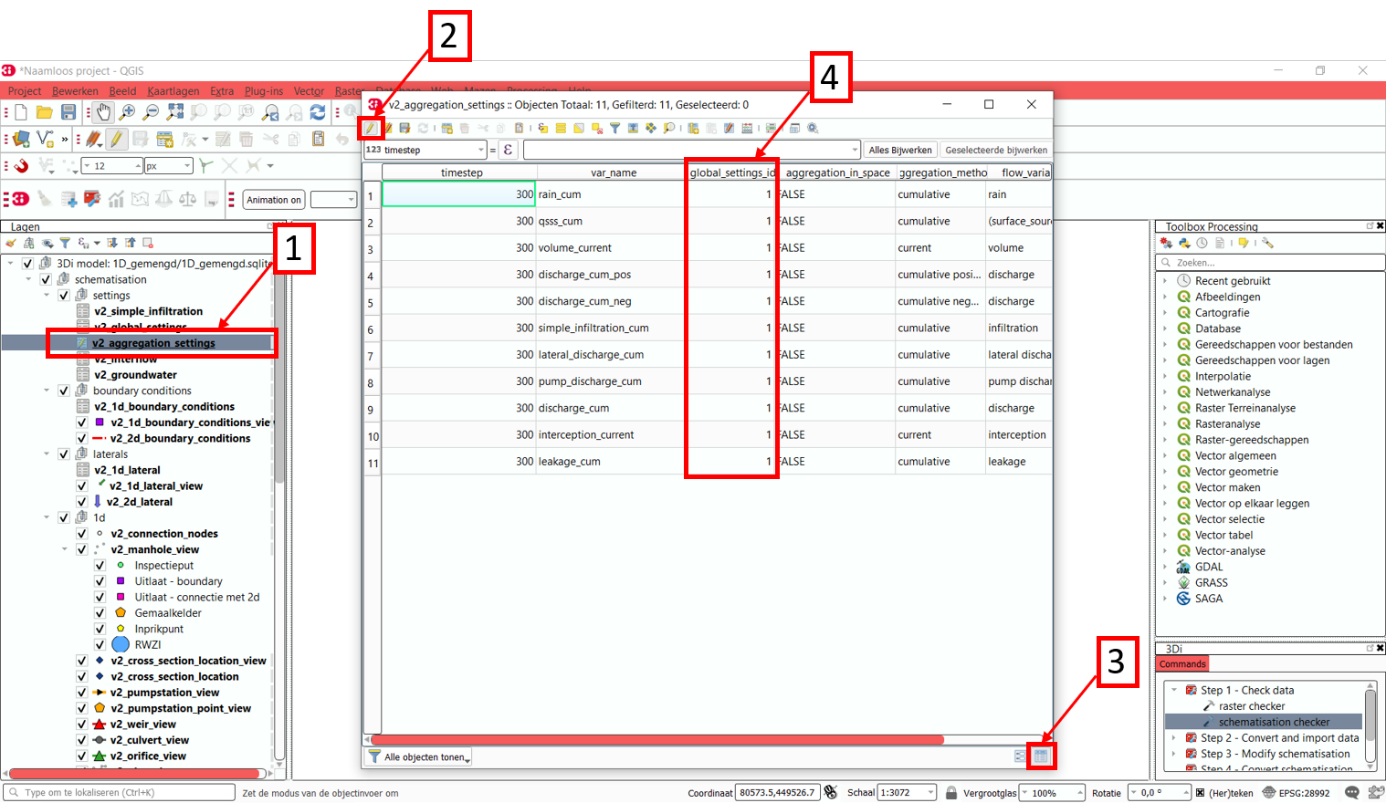 2
4
*Naamloos project - QGIS
Project Bewerken Beeld Kaartlagen Extra Plug-ins Vector Raster Database Web Mazen Processing Help
v2_aggregation_settings :: Objecten Totaal: 11, Gefilterd: 11, Geselecteerd: 0
123 timestep = ε Alles Bijwerken Geselecteerde bijwerken
12 px
Animation on
timestep var_name global_settings_id aggregation_in_space ggregation_metho flow_varia
1 300 rain_cum 1 FALSE cumulative rain
2 300 qsss_cum 1 FALSE cumulative (surface_sour
3 300 volume_current 1 FALSE current volume
4 300 discharge_cum_pos 1 FALSE cumulative posi... discharge
5 300 discharge_cum_neg 1 FALSE cumulative neg... discharge
6 300 simple_infiltration_cum 1 FALSE cumulative infiltration
7 300 lateral_discharge_cum 1 FALSE cumulative lateral discha
8 300 pump_discharge_cum 1 FALSE cumulative pump dischar
9 300 discharge_cum 1 FALSE cumulative discharge
10 300 interception_current 1 FALSE current interception
11 300 leakage_cum 1 FALSE cumulative leakage
Alle objecten tonen
Lagen
1
3Di model: 1D_gemengd/1D_gemengd.sqlite
schematisation
settings
v2_simple_infiltration
v2_global_settings
v2_aggregation_settings
v2_interflow
v2_groundwater
boundary conditions
v2_1d_boundary_conditions
v2_1d_boundary_conditions_vie
v2_2d_boundary_conditions
laterals
v2_1d_lateral
v2_1d_lateral_view
v2_2d_lateral
1d
v2_connection_nodes
v2_manhole_view
Inspectieput
Uitlaat - boundary
Uitlaat - connectie met 2d
Gemaalkelder
Inprikpunt
RWZI
v2_cross_section_location_view
v2_cross_section_location
v2_pumpstation_view
v2_pumpstation_point_view
v2_weir_view
v2_culvert_view
v2_orifice_view
Toolbox Processing
Zoeken...
Recent gebruikt
Afbeeldingen
Cartografie
Database
Gereedschappen voor bestanden
Gereedschappen voor lagen
Interpolatie
Netwerkanalyse
Raster Terreinanalyse
Rasteranalyse
Raster-gereedschappen
Vector algemeen
Vector geometrie
Vector maken
Vector op elkaar leggen
Vector selectie
Vector tabel
Vector-analyse
GDAL
GRASS
SAGA
3
3Di
Commands
Step 1 - Check data
raster checker
schematisation checker
Step 2 - Convert and import data
Step 3 - Modify schematisation
Step 4 - Convert schematisation
Type om te lokaliseren (Ctrl+K) Zet de modus van de objectinvoer om Coordinaat 80573.5,449526.7 Schaal 1:3072 Vergrootglas 100% Rotatie 0,0 ° (Her)teken EPSG:28992